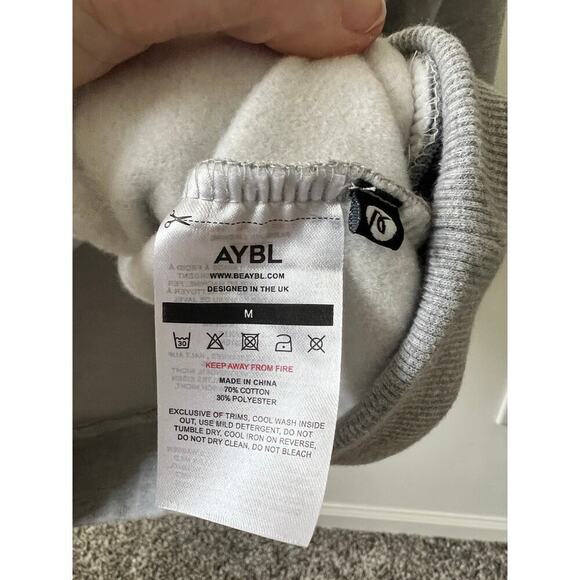 AYBL
WWW.BEAYBL.COM
DESIGNED IN THE UK
M
30
KEEP AWAY FROM FIRE
MADE IN CHINA
70% COTTON
30% POLYESTER
EXCLUSIVE OF TRIMS, COOL WASH INSIDE
OUT, USE MILD DETERGENT, DO NOT
TUMBLE DRY, COOL IRON ON REVERSE,
DO NOT DRY CLEAN, DO NOT BLEACH